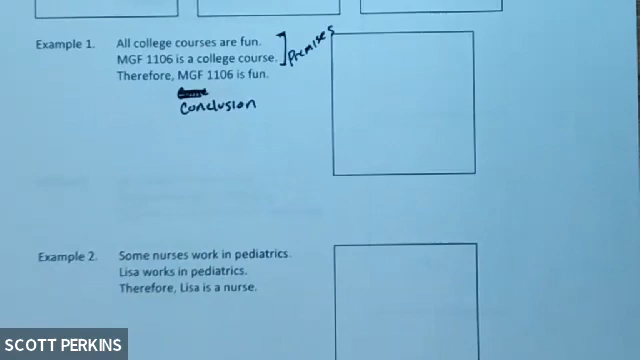 Example 1. All college courses are fun.
MGF 1106 is a college course.
Therefore, MGF 1106 is fun.
Premises
Conclusion
Example 2. Some nurses work in pediatrics.
Lisa works in pediatrics.
Therefore, Lisa is a nurse.
SCOTT PERKINS